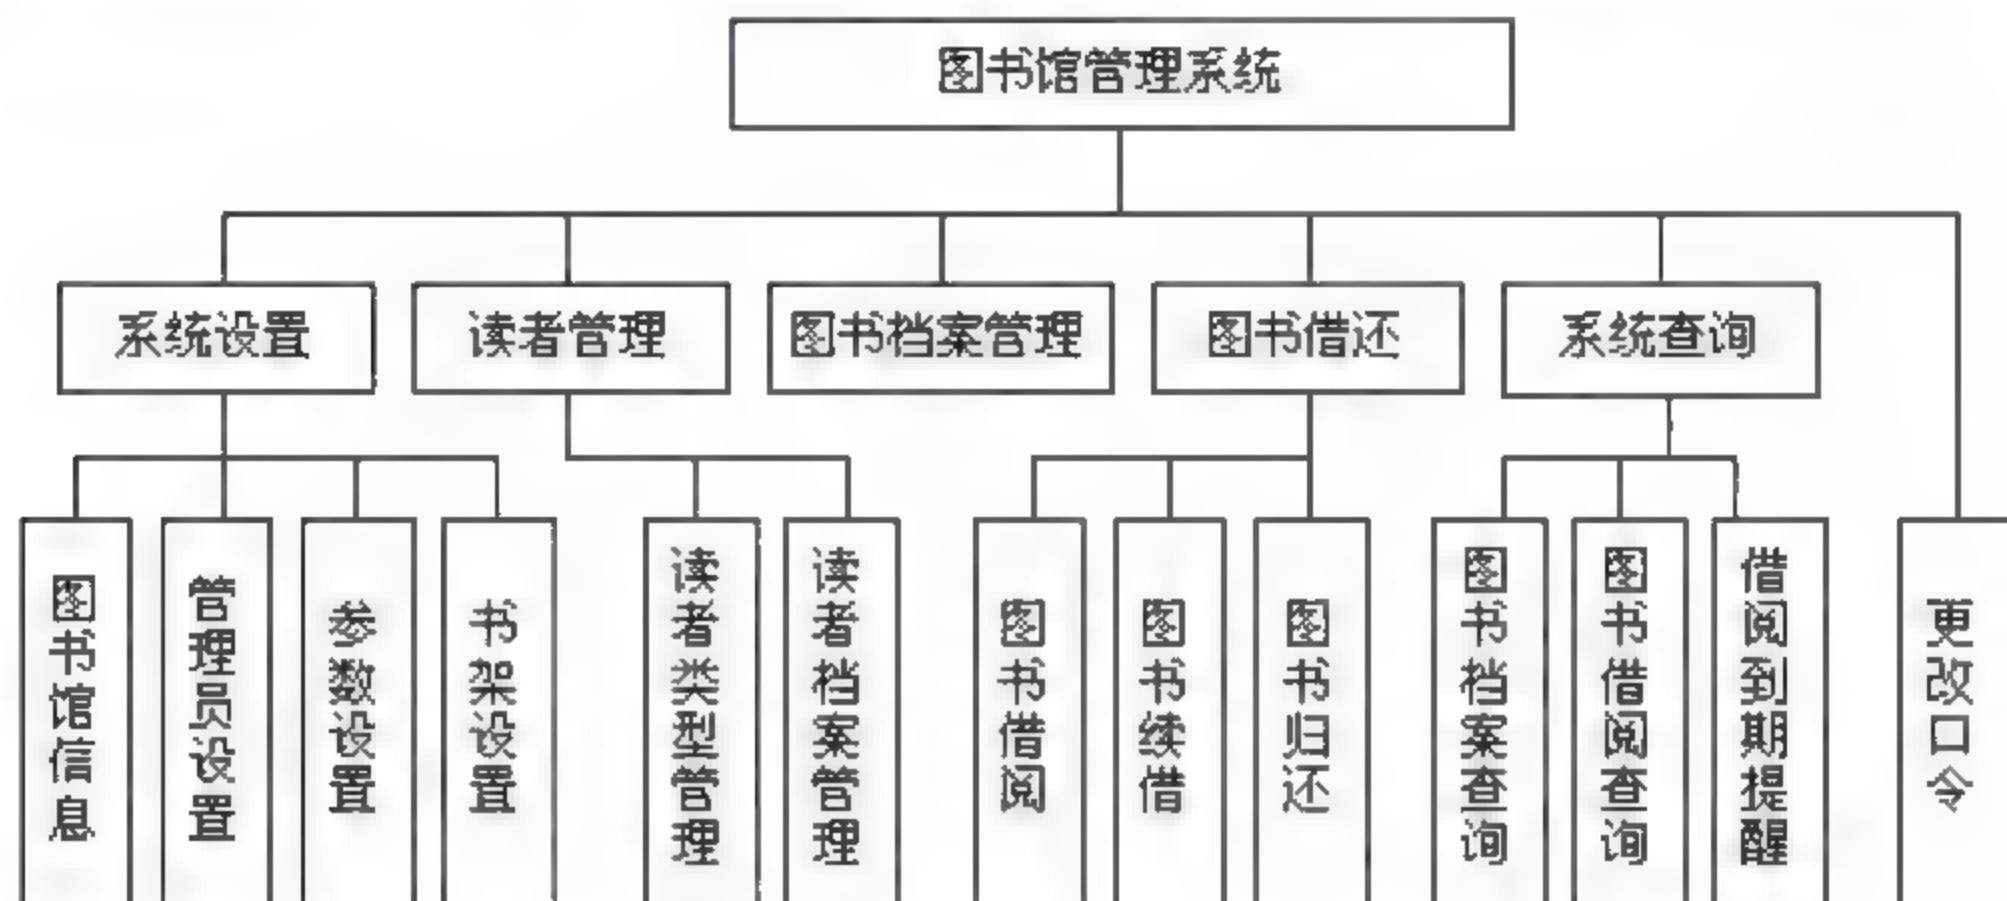 图书馆管理系统
系统设置
读者管理
图书档案管理
图书借还
系统查询
图书馆信息
管理员设置
参数设置
书架设置
读者类型管理
读者档案管理
图书借阅
图书续借
图书归还
图书档案查询
图书借阅查询
借阅到期提醒
更改口令